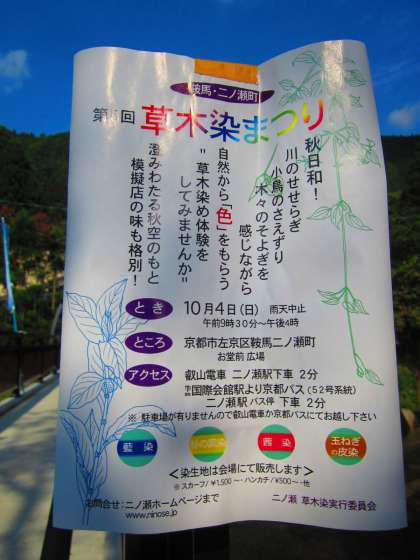 鞍馬・二ノ瀬町
第 回 草木染まつり
秋日和!
川のせせらぎ
小鳥のさえずり
木々のそよぎを
感じながら
自然から「色」をもらう
"草木染め体験を
してみませんか"
澄みわたる秋空のもと
模擬店の味も格別!
とき 10月4日(日) 雨天中止
午前9時30分〜午後4時
ところ 京都市左京区鞍馬二ノ瀬町
お堂前 広場
アクセス 叡山電車 二ノ瀬駅下車 2分
国際会館駅より京都バス(52号系統)
二ノ瀬駅 バス停 下車 2分
※ 駐車場が有りませんので叡山電車か京都バスにてお越し下さい
藍 染
茜 染
玉ねぎ
の皮染
<染生地は会場にて販売します>
※ スカーフ/¥1,500〜・ハンカチ/¥500〜・他
お問合せ:二ノ瀬ホームページまで
www.ninose.jp
二ノ瀬 草木染実行委員会